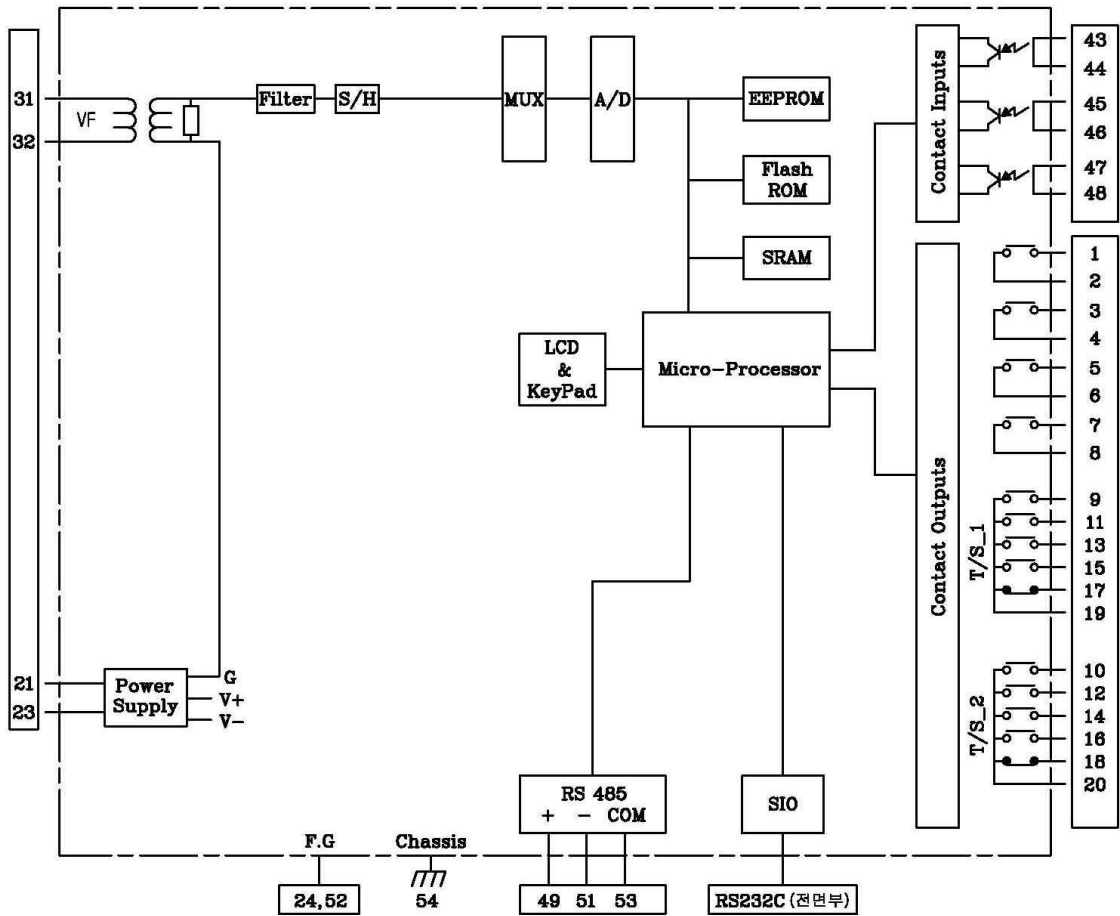 31
32
VF
Filter
S/H
MUX
A/D
EEPROM
Flash
ROM
SRAM
LCD
&
KeyPad
Micro-Processor
Contact Inputs
43
44
45
46
47
48
Contact Outputs
1
2
3
4
5
6
7
8
T/S_1
9
11
13
15
17
19
T/S_2
10
12
14
16
18
20
21
23
Power
Supply
G
V+
V-
RS 485
+ - COM
SIO
F.G
Chassis
24,52
54
49 51 53
RS232C (전면부)